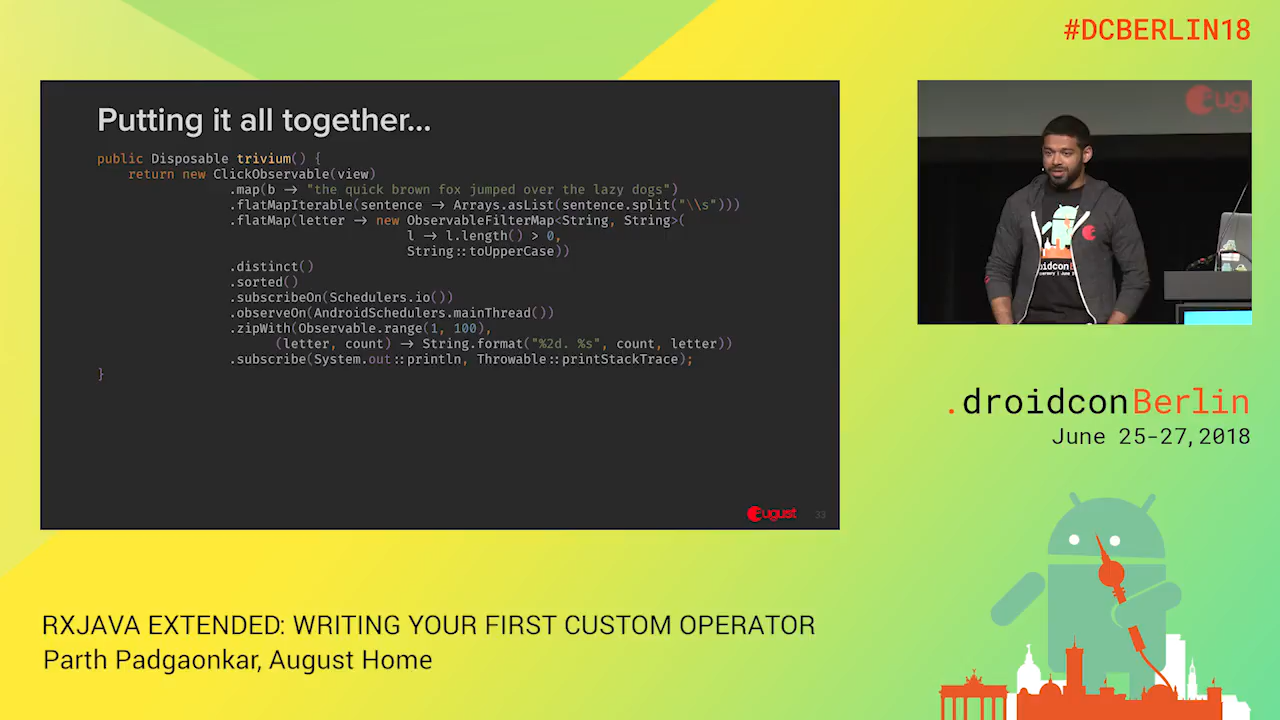 #DCBERLIN18
Putting it all together...
public Disposable trivium() {
return new ClickObservable(view)
.map(b → "the quick brown fox jumped over the lazy dogs")
.flatMapIterable(sentence → Arrays.asList(sentence.split("\\s")))
.flatMap(letter → new ObservableFilterMap<String, String>(
l → l.length() > 0,
String::toUpperCase))
.distinct()
.sorted()
.subscribeOn(Schedulers.io())
.observeOn(AndroidSchedulers.mainThread())
.zipWith(Observable.range(1, 100),
(letter, count) → String.format("%2d. %s", count, letter))
.subscribe(System.out::println, Throwable::printStackTrace);
}
august
33
.droidconBerlin
June 25-27,2018
RXJAVA EXTENDED: WRITING YOUR FIRST CUSTOM OPERATOR
Parth Padgaonkar, August Home